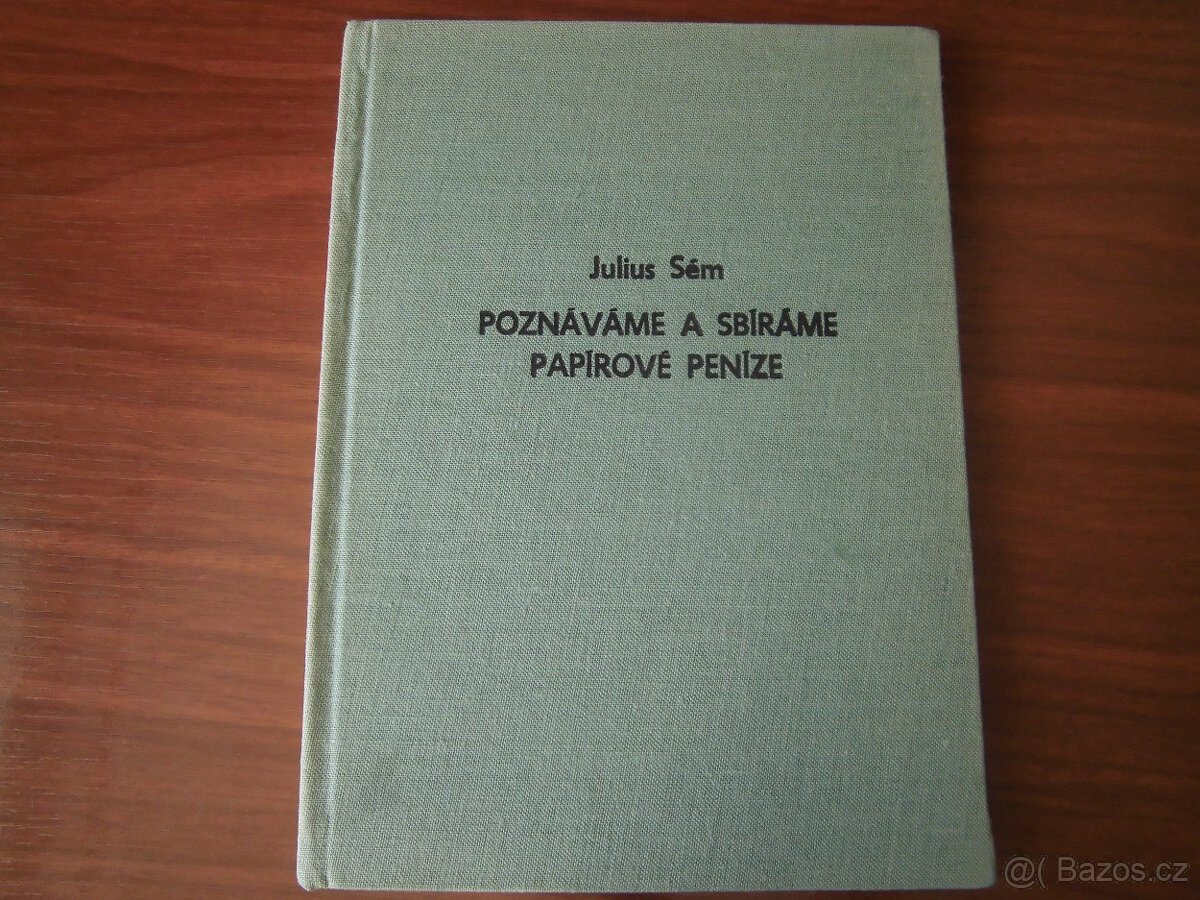 Julius Sém
POZNÁVÁME A SBÍRÁME
PAPÍROVÉ PENÍZE
@( Bazos.cz